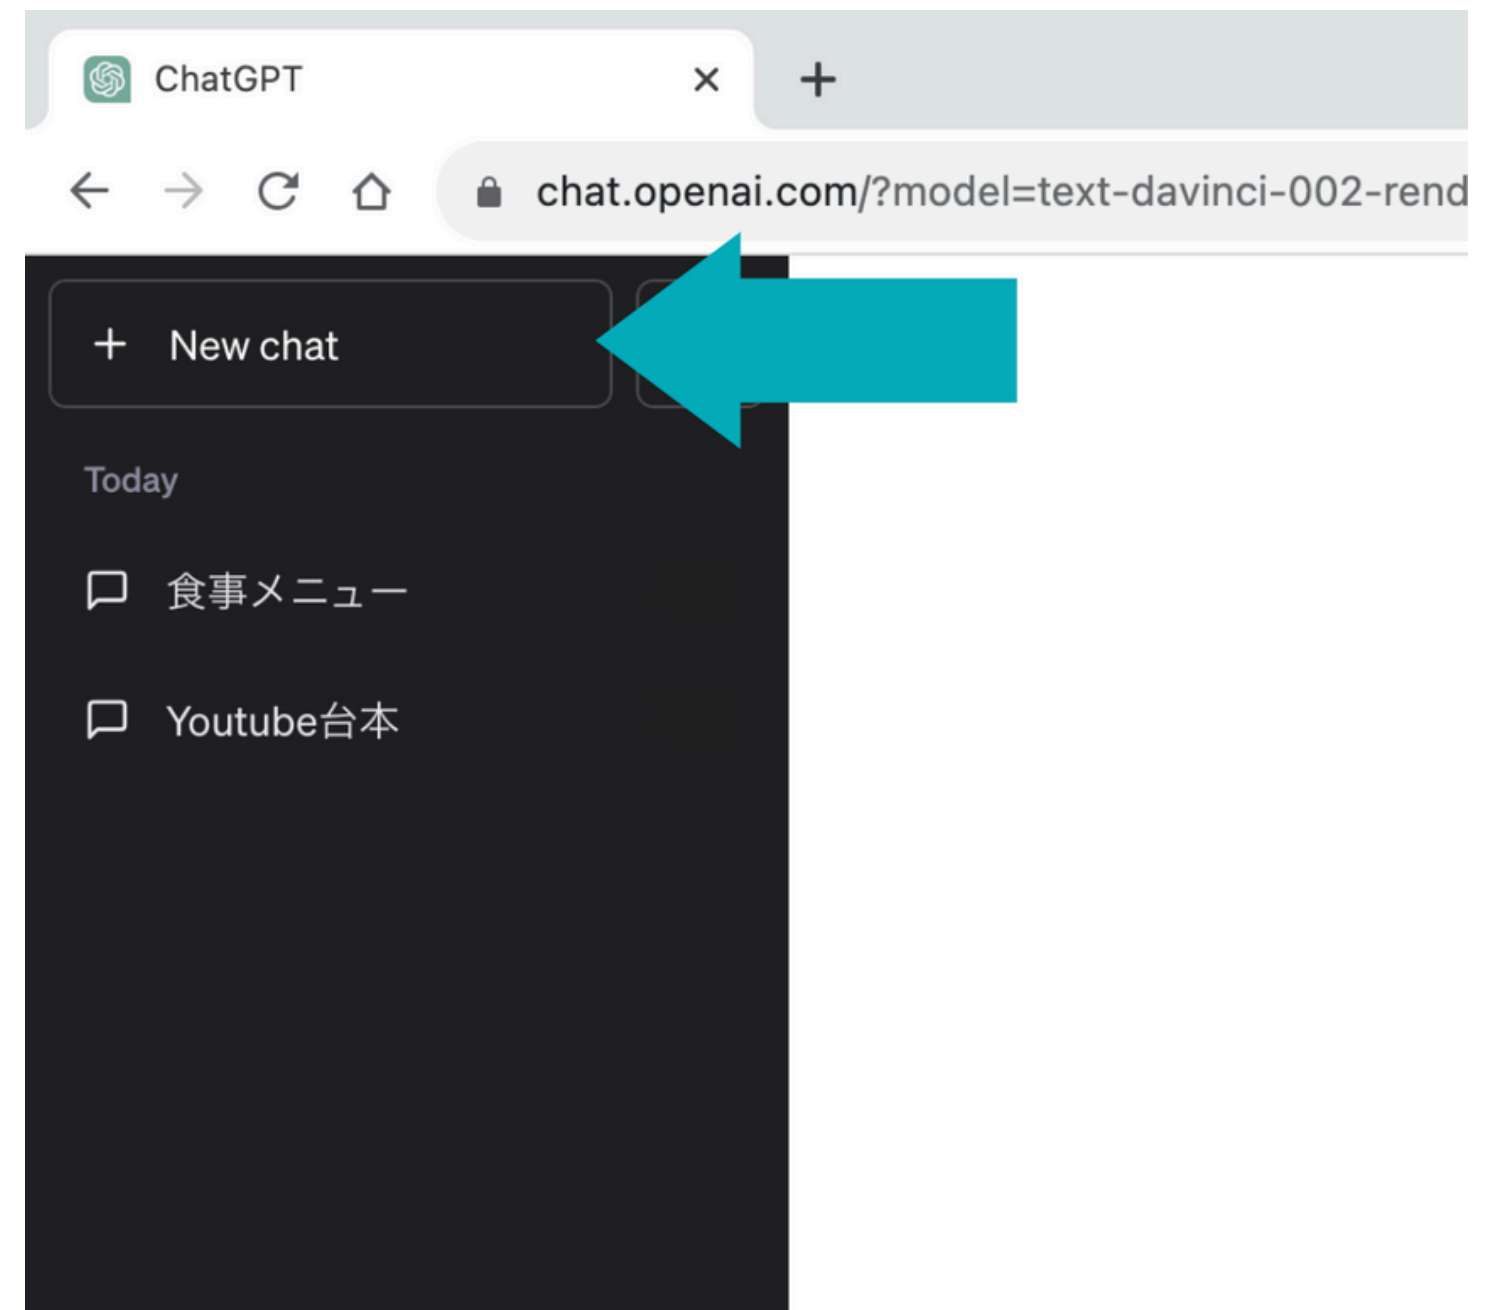 ChatGPT
chat.openai.com/?model=text-davinci-002-rend
New chat
Today
食事メニュー
Youtube台本